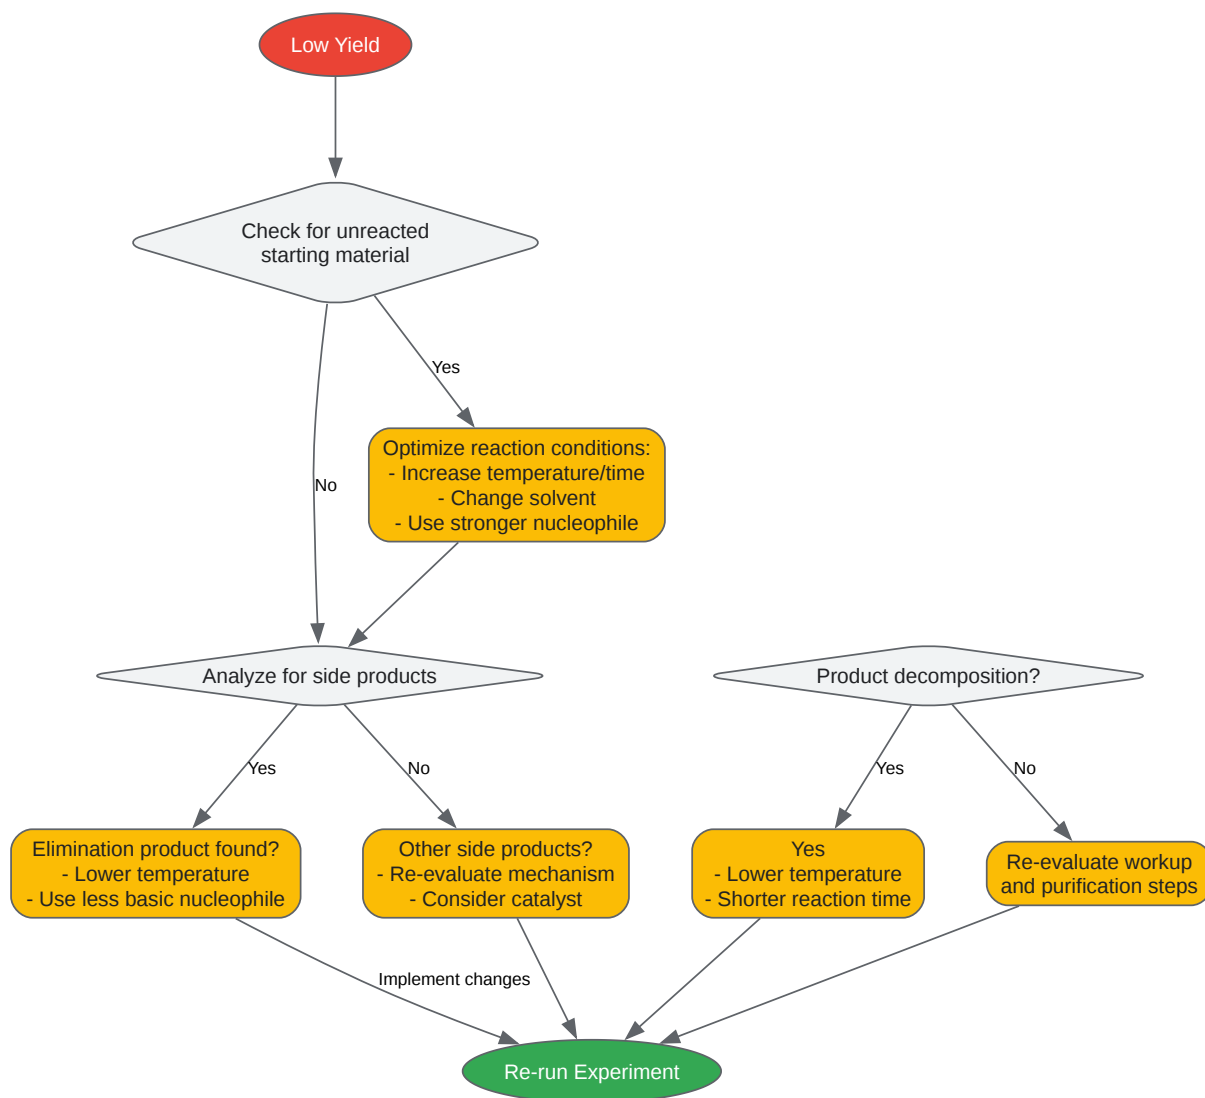 Low Yield
Check for unreacted
starting material
Yes
Optimize reaction conditions:
- Increase temperature/time
- Change solvent
- Use stronger nucleophile
No
Analyze for side products
Product decomposition?
Yes
No
Yes
No
Elimination product found?
- Lower temperature
- Use less basic nucleophile
Other side products?
- Re-evaluate mechanism
- Consider catalyst
Yes
- Lower temperature
- Shorter reaction time
Re-evaluate workup
and purification steps
Implement changes
Re-run Experiment